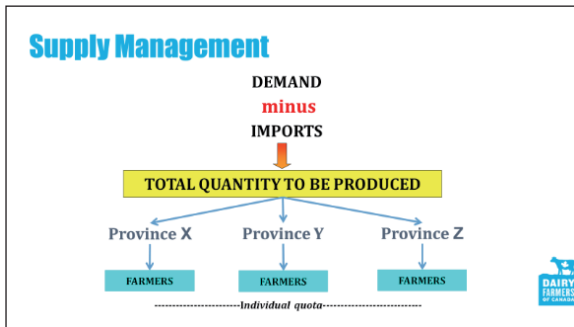 Supply Management
DEMAND
minus
IMPORTS
TOTAL QUANTITY TO BE PRODUCED
Province X Province Y Province Z
FARMERS FARMERS FARMERS
------------------------Individual quota---------------------------
DAIRY
FARMERS
OF CANADA